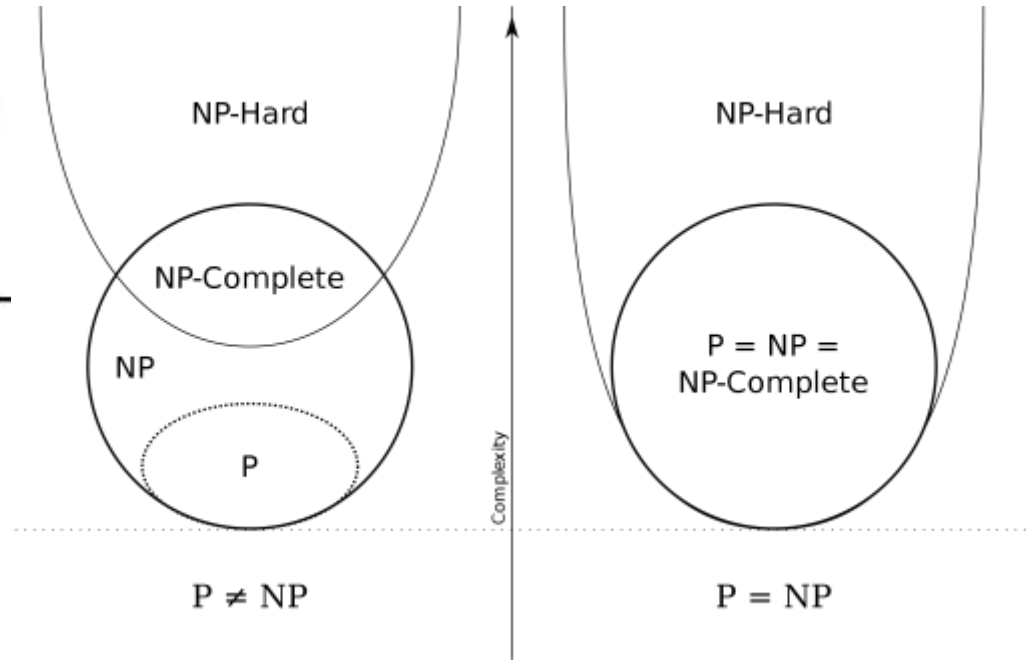 NP-Hard
NP-Complete
NP
P
P ≠ NP
Complexity
NP-Hard
P = NP =
NP-Complete
P = NP